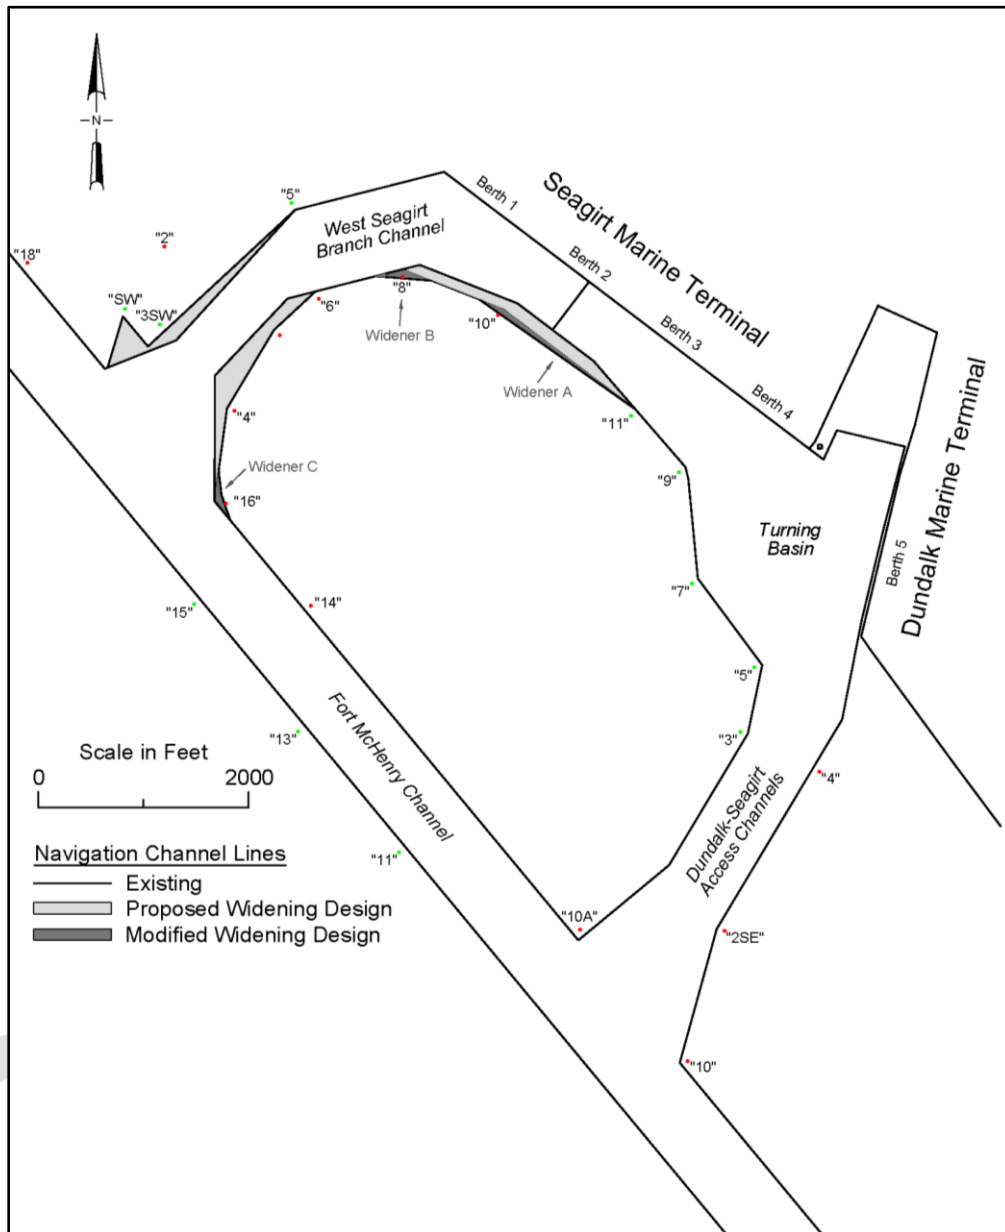 N
"5"
"2"
"18"
"SW"
"3SW"
West Seagirt
Branch Channel
Berth 1
Seagirt Marine Terminal
Berth 2
Berth 3
Berth 4
"6"
"8"
Widener B
"10"
Widener A
"11"
"4"
Widener C
"16"
"9"
Turning
Basin
Berth 5
Dundalk Marine Terminal
"7"
"14"
"15"
"5"
"3"
"13"
Fort McHenry Channel
"4"
Dundalk-Seagirt
Access Channels
"11"
"10A"
"2SE"
"10"
Scale in Feet
0 2000
Navigation Channel Lines
Existing
Proposed Widening Design
Modified Widening Design